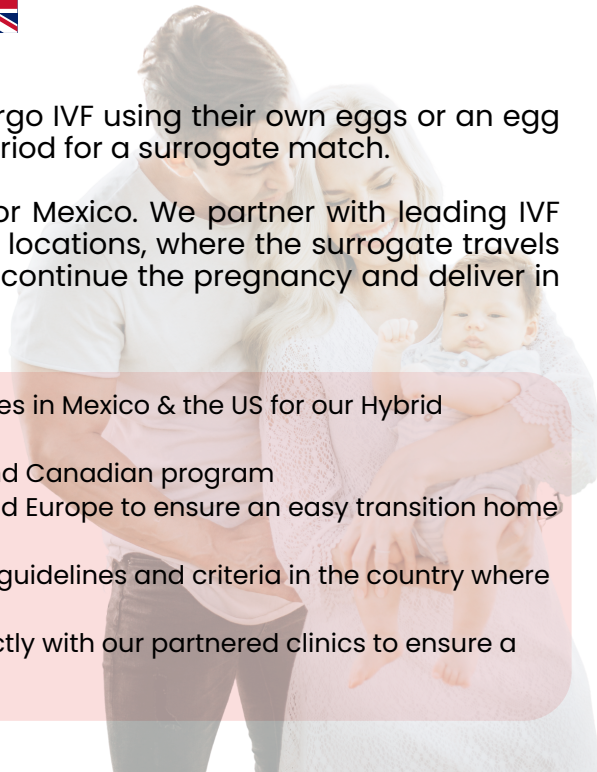 rgo IVF using their own eggs or an egg
riod for a surrogate match.
or Mexico. We partner with leading IVF
locations, where the surrogate travels
continue the pregnancy and deliver in
es in Mexico & the US for our Hybrid
nd Canadian program
d Europe to ensure an easy transition home
guidelines and criteria in the country where
ctly with our partnered clinics to ensure a